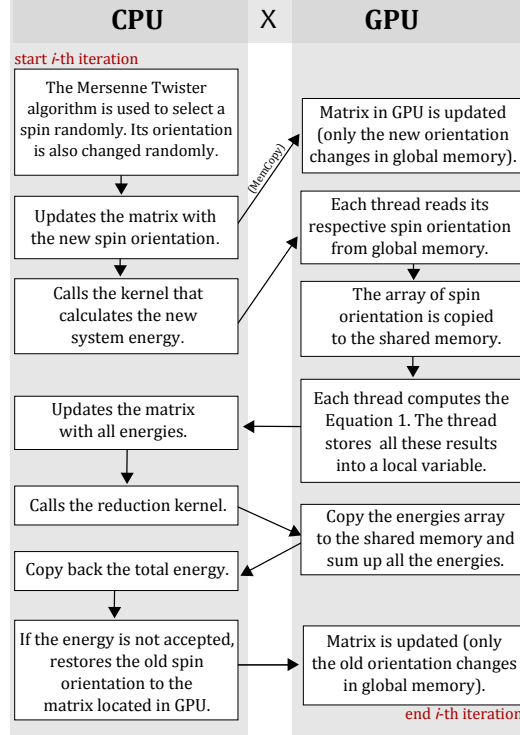 CPU X GPU
start i-th iteration
The Mersenne Twister
algorithm is used to select a
spin randomly. Its orientation
is also changed randomly.
(MemCopy)
Matrix in GPU is updated
(only the new orientation
changes in global memory).
Updates the matrix with
the new spin orientation.
Each thread reads its
respective spin orientation
from global memory.
Calls the kernel that
calculates the new
system energy.
The array of spin
orientation is copied
to the shared memory.
Each thread computes the
Equation 1. The thread
stores all these results
into a local variable.
Updates the matrix
with all energies.
Calls the reduction kernel.
Copy the energies array
to the shared memory and
sum up all the energies.
Copy back the total energy.
If the energy is not accepted,
restores the old spin
orientation to the
matrix located in GPU.
Matrix is updated (only
the old orientation changes
in global memory).
end i-th iteration